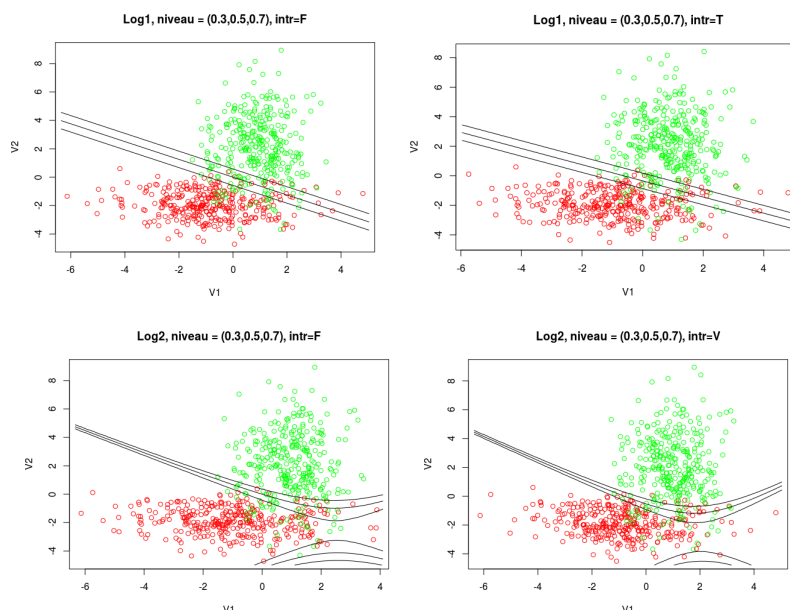 Log1, niveau = (0.3,0.5,0.7), intr=F
V2
8
6
4
2
0
-2
-4
-6 -4 -2 0 2 4
V1
Log1, niveau = (0.3,0.5,0.7), intr=T
V2
8
6
4
2
0
-2
-4
-6 -4 -2 0 2 4
V1
Log2, niveau = (0.3,0.5,0.7), intr=F
V2
8
6
4
2
0
-2
-4
-6 -4 -2 0 2 4
V1
Log2, niveau = (0.3,0.5,0.7), intr=V
V2
8
6
4
2
0
-2
-4
-6 -4 -2 0 2 4
V1